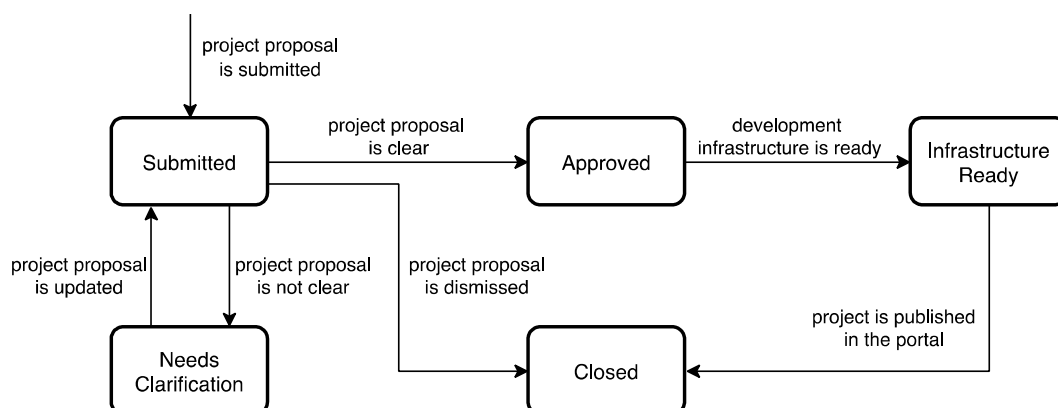 project proposal
is submitted
Submitted
project proposal
is clear
Approved
development
infrastructure is ready
Infrastructure
Ready
project proposal
is updated
project proposal
is not clear
project proposal
is dismissed
project is published
in the portal
Needs
Clarification
Closed